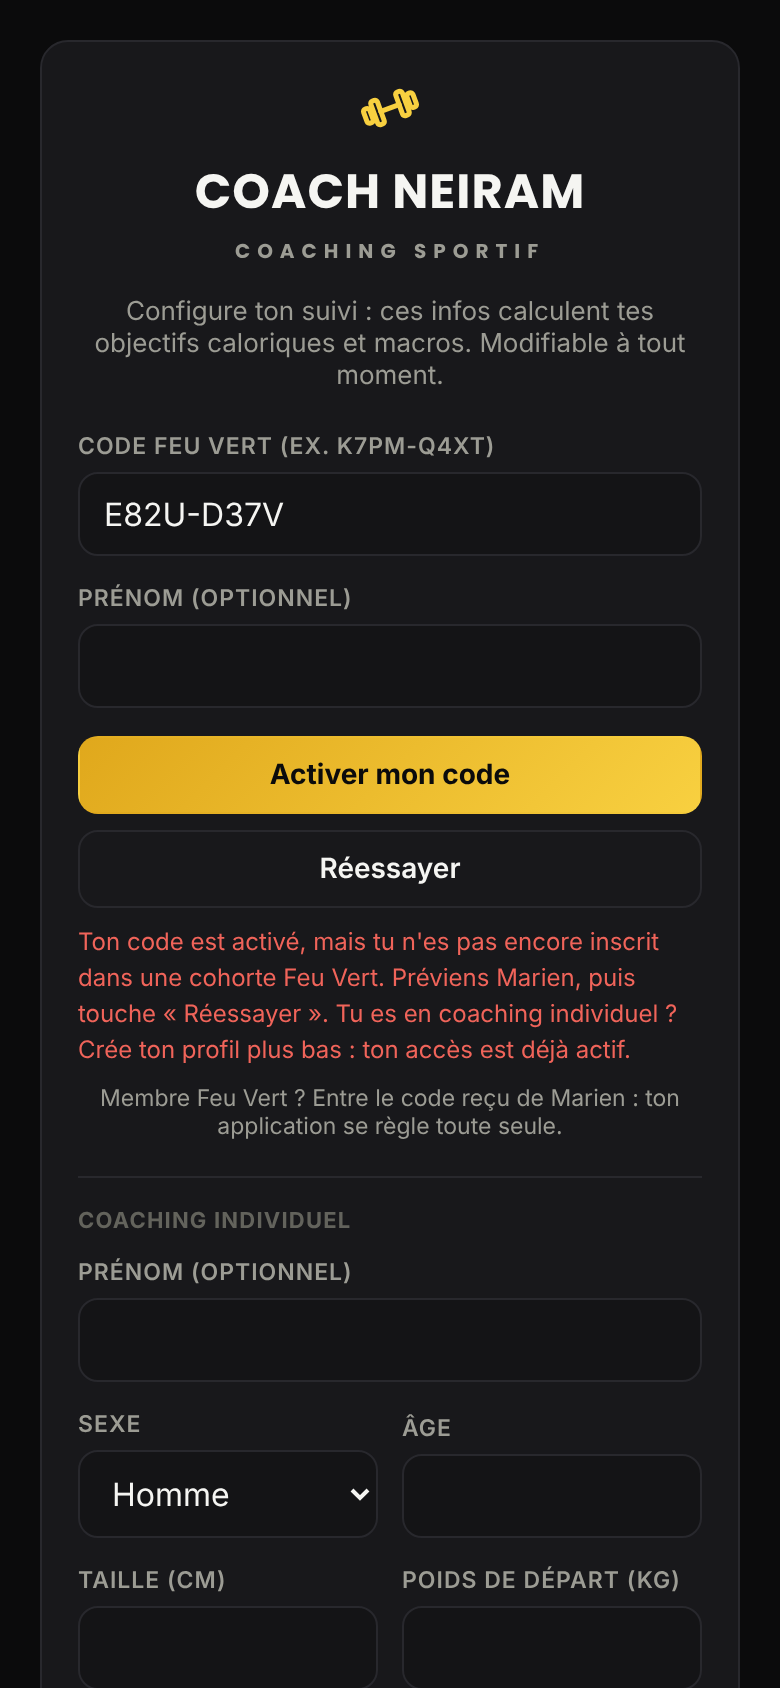 COACH NEIRAM
COACHING SPORTIF
Configure ton suivi : ces infos calculent tes
objectifs caloriques et macros. Modifiable à tout
moment.
CODE FEU VERT (EX. K7PM-Q4XT)
E82U-D37V
PRÉNOM (OPTIONNEL)
Activer mon code
Réessayer
Ton code est activé, mais tu n'es pas encore inscrit
dans une cohorte Feu Vert. Préviens Marien, puis
touche « Réessayer ». Tu es en coaching individuel ?
Crée ton profil plus bas : ton accès est déjà actif.
Membre Feu Vert ? Entre le code reçu de Marien : ton
application se règle toute seule.
COACHING INDIVIDUEL
PRÉNOM (OPTIONNEL)
SEXE
ÂGE
Homme
TAILLE (CM)
POIDS DE DÉPART (KG)